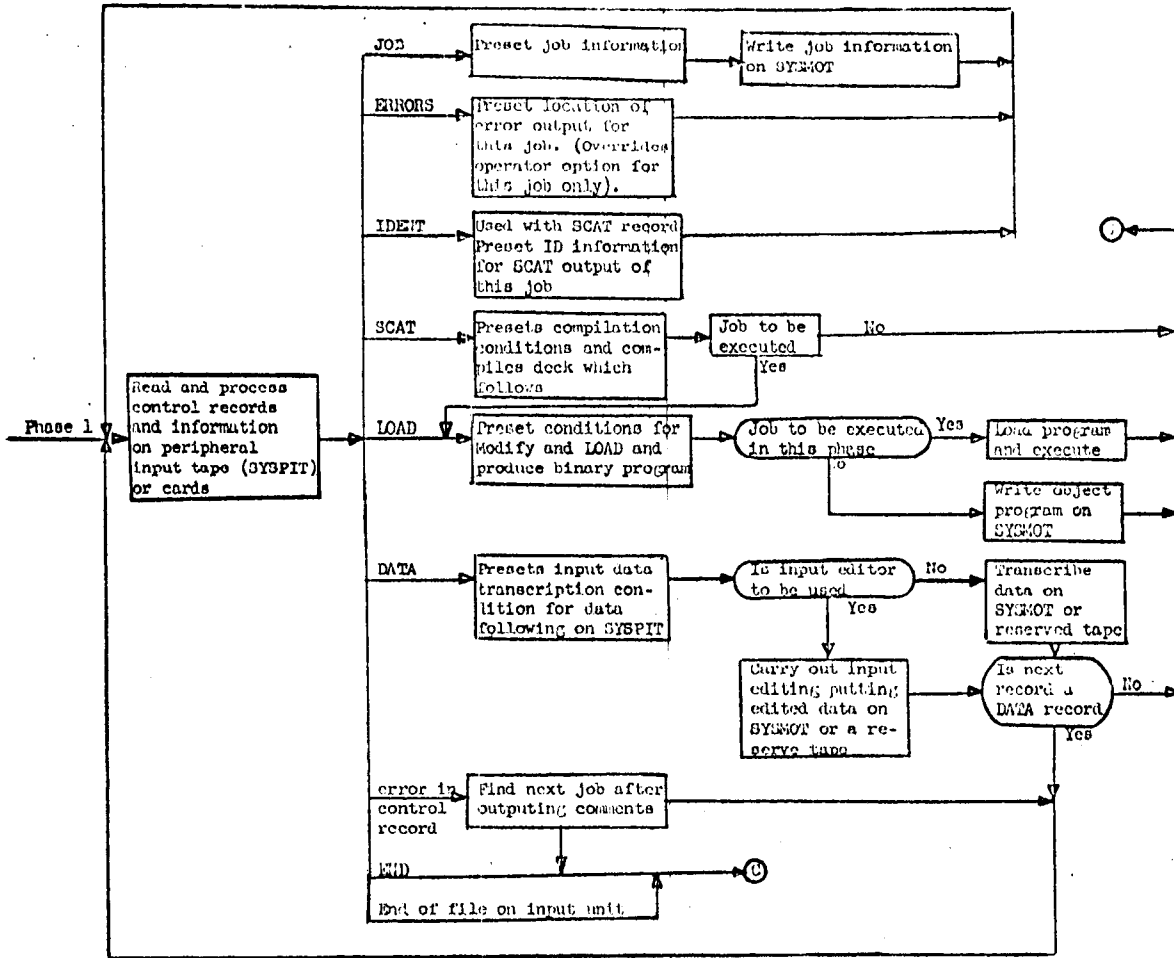 JOB
Preset job information
Write job information
on SYSMOT
ERRORS
Preset location of
error output for
this job. (Overrides
operator option for
this job only).
IDENT
Used with SCAT record
Preset ID information
for SCAT output of
this job
SCAT
Presets compilation
conditions and com-
piles deck which
follows
Job to be
executed
No
Yes
Phase 1
Read and process
control records
and information
on peripheral
input tape (SYSPIT)
or cards
LOAD
Preset conditions for
Modify and LOAD and
produce binary program
Job to be executed
in this phase
Yes
Load program
and execute
Write object
program on
SYSMOT
DATA
Presets input data
transcription con-
dition for data
following on SYSPIT
Is input editor
to be used
No
Yes
Transcribe
data on
SYSMOT or
reserved tape
Carry out input
editing putting
edited data on
SYSMOT or a re-
serve tape
Is next
record a
DATA record
No
Yes
error in
control
record
Find next job after
outputing comments
END
C
End of file on input unit